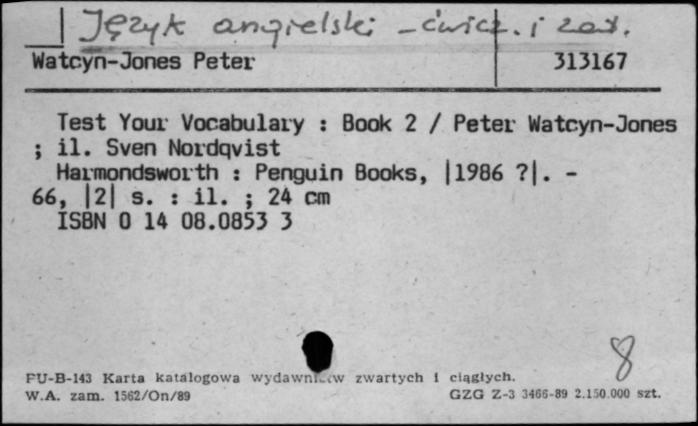 Język angielski - ćwicz. i zad.
Watcyn-Jones Peter 313167
Test Your Vocabulary : Book 2 / Peter Watcyn-Jones
; il. Sven Nordqvist
Harmondsworth : Penguin Books, |1986 ?|. -
66, |2| s. : il. ; 24 cm
ISBN 0 14 08.0853 3
8
PU-B-143 Karta katalogowa wydawnictw zwartych i ciągłych.
W.A. zam. 1562/On/89 GZG Z-3 3466-89 2.150.000 szt.